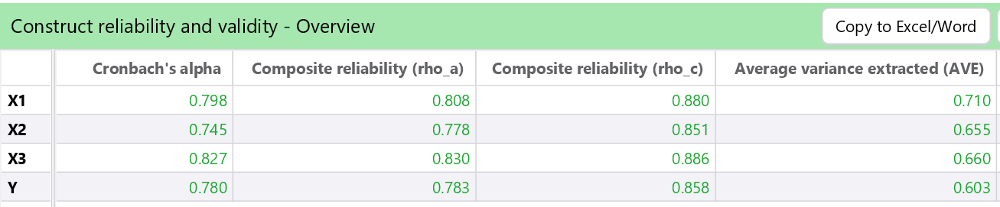 Construct reliability and validity - Overview Copy to Excel/Word
Cronbach's alpha Composite reliability (rho_a) Composite reliability (rho_c) Average variance extracted (AVE)
X1 0.798 0.808 0.880 0.710
X2 0.745 0.778 0.851 0.655
X3 0.827 0.830 0.886 0.660
Y 0.780 0.783 0.858 0.603